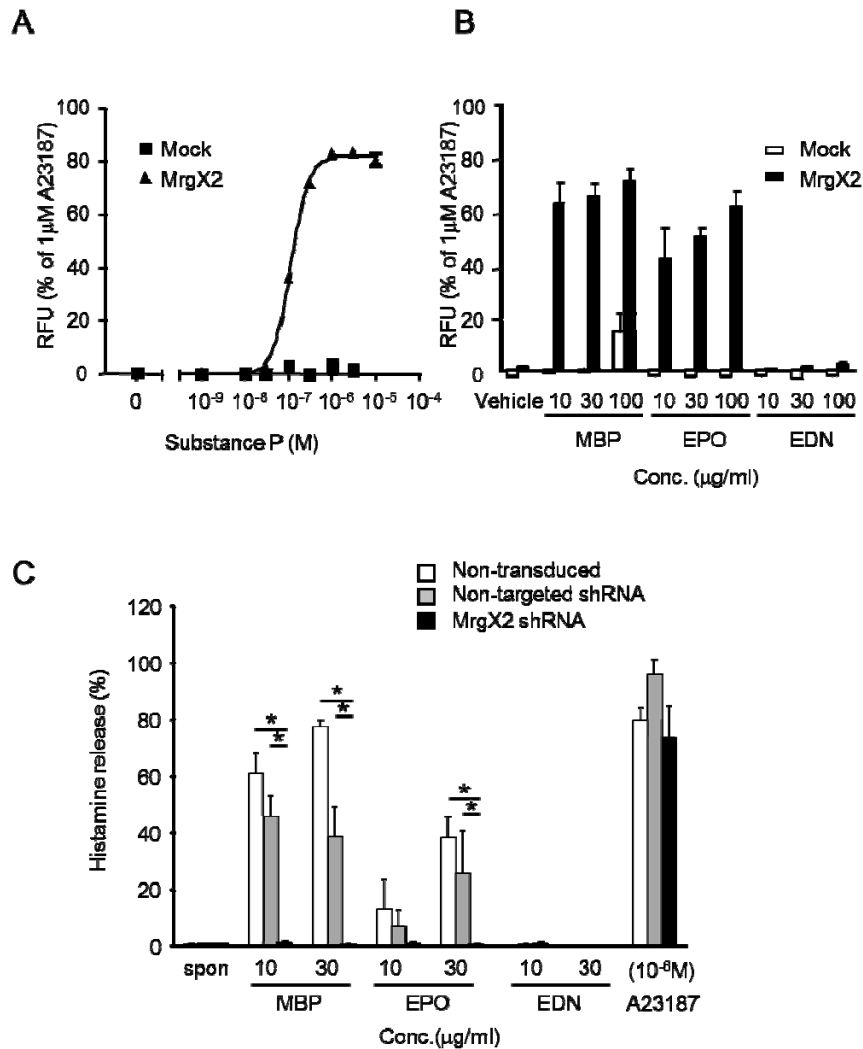 A
RFU (% of 1μM A23187)
100
80
60
40
20
0
Mock
MrgX2
0 10⁻⁹ 10⁻⁸ 10⁻⁷ 10⁻⁶ 10⁻⁵ 10⁻⁴
Substance P (M)
B
RFU (% of 1μM A23187)
100
80
60
40
20
0
Mock
MrgX2
Vehicle 10 30 100 10 30 100 10 30 100
MBP EPO EDN
Conc. (μg/ml)
C
Non-transduced
Non-targeted shRNA
MrgX2 shRNA
Histamine release (%)
120
100
80
60
40
20
0
*
*
*
*
*
*
spon 10 30 10 30 10 30 (10⁻⁶M)
MBP EPO EDN A23187
Conc.(μg/ml)